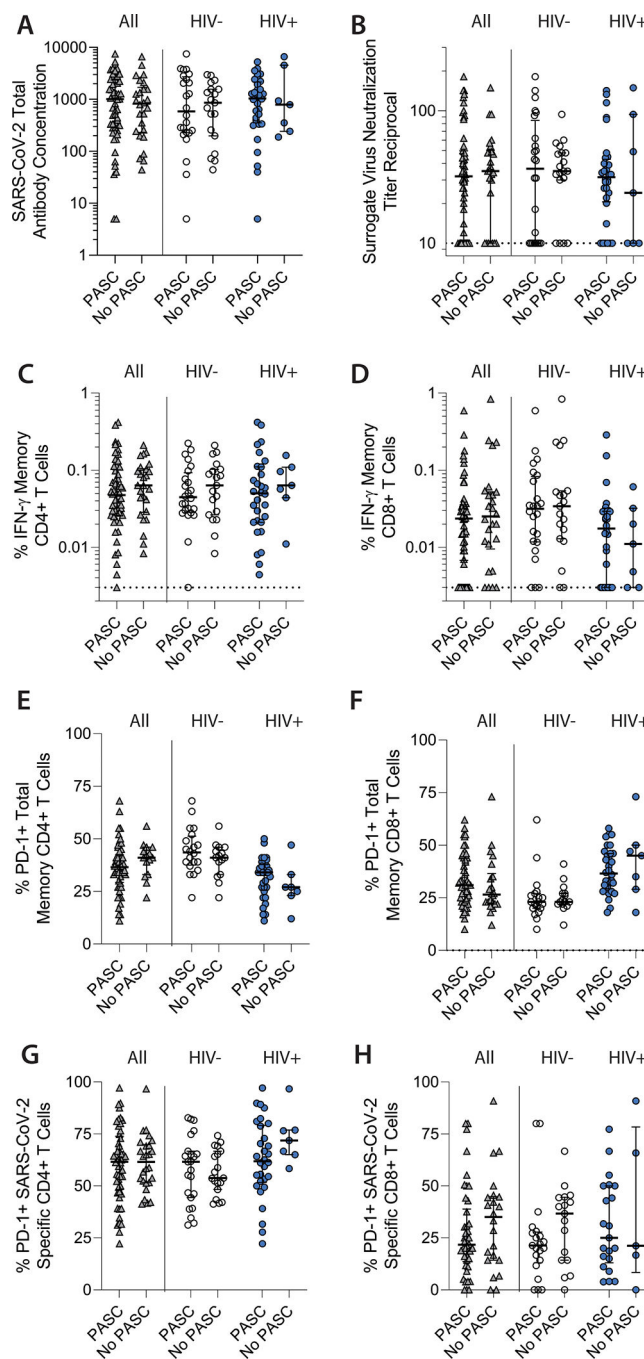 A
All
HIV-
HIV+
SARS-CoV-2 Total
Antibody Concentration
10000
1000
100
10
1
PASC
No PASC
PASC
No PASC
PASC
No PASC
B
All
HIV-
HIV+
Surrogate Virus Neutralization
Titer Reciprocal
100
10
PASC
No PASC
PASC
No PASC
PASC
No PASC
C
All
HIV-
HIV+
% IFN-γ Memory
CD4+ T Cells
1
0.1
0.01
PASC
No PASC
PASC
No PASC
PASC
No PASC
D
All
HIV-
HIV+
% IFN-γ Memory
CD8+ T Cells
1
0.1
0.01
PASC
No PASC
PASC
No PASC
PASC
No PASC
E
All
HIV-
HIV+
% PD-1+ Total
Memory CD4+ T Cells
100
75
50
25
0
PASC
No PASC
PASC
No PASC
PASC
No PASC
F
All
HIV-
HIV+
% PD-1+ Total
Memory CD8+ T Cells
100
75
50
25
0
PASC
No PASC
PASC
No PASC
PASC
No PASC
G
All
HIV-
HIV+
% PD-1+ SARS-CoV-2
Specific CD4+ T Cells
100
75
50
25
0
PASC
No PASC
PASC
No PASC
PASC
No PASC
H
All
HIV-
HIV+
% PD-1+ SARS-CoV-2
Specific CD8+ T Cells
100
75
50
25
0
PASC
No PASC
PASC
No PASC
PASC
No PASC